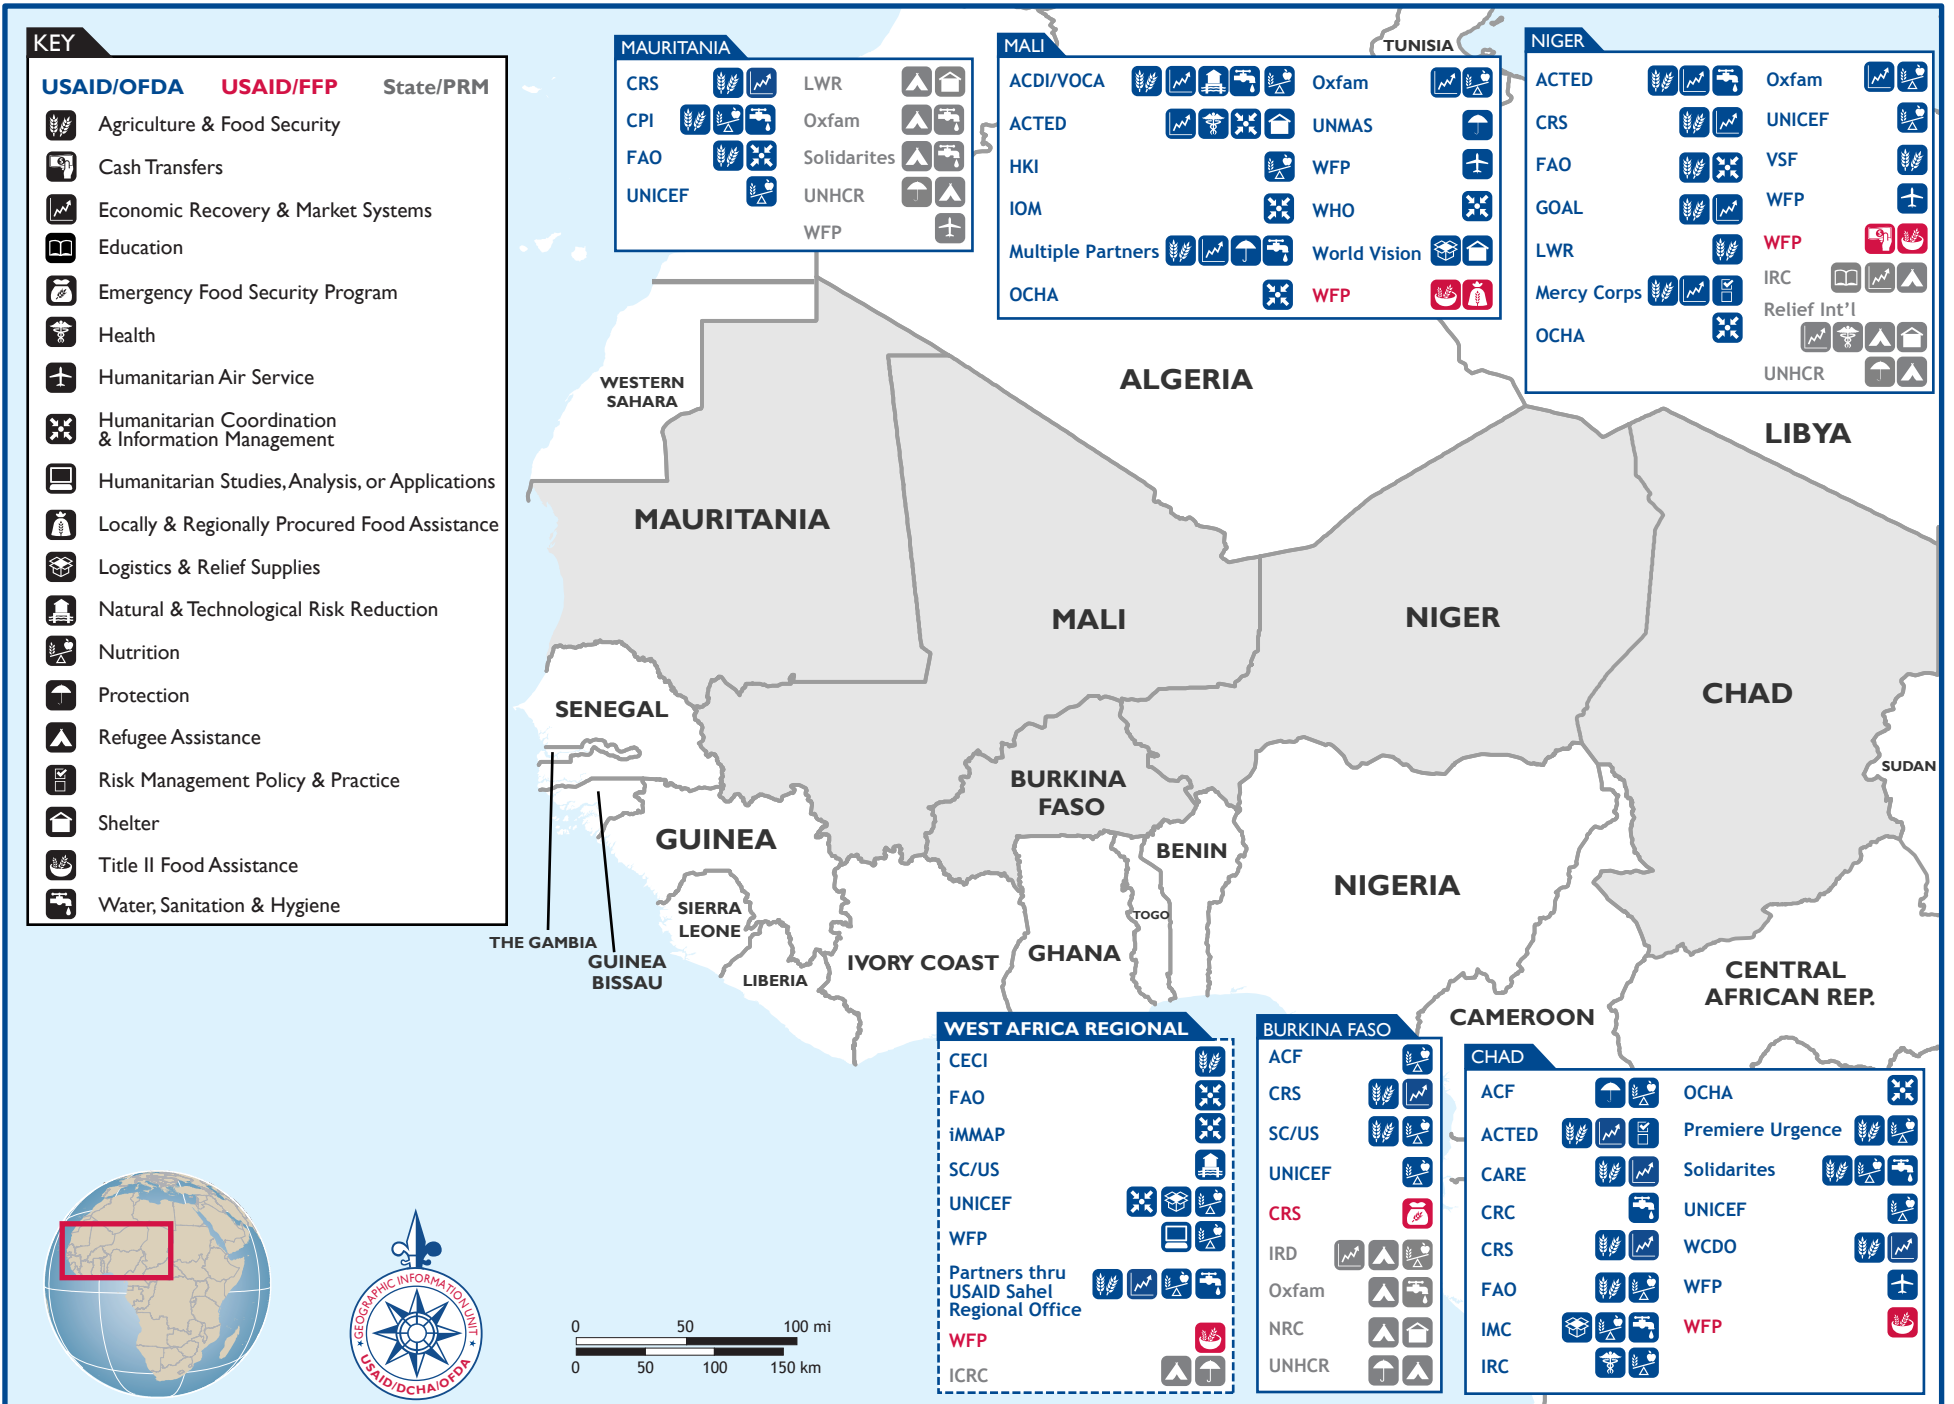 KEY
USAID/OFDA USAID/FFP State/PRM
Agriculture & Food Security
Cash Transfers
Economic Recovery & Market Systems
Education
Emergency Food Security Program
Health
Humanitarian Air Service
Humanitarian Coordination
& Information Management
Humanitarian Studies, Analysis, or Applications
Locally & Regionally Procured Food Assistance
Logistics & Relief Supplies
Natural & Technological Risk Reduction
Nutrition
Protection
Refugee Assistance
Risk Management Policy & Practice
Shelter
Title II Food Assistance
Water, Sanitation & Hygiene
MAURITANIA
CRS
CPI
FAO
UNICEF
LWR
Oxfam
Solidarites
UNHCR
WFP
MALI
ACDI/VOCA
ACTED
HKI
IOM
Multiple Partners
OCHA
Oxfam
UNMAS
WFP
WHO
World Vision
WFP
NIGER
ACTED
CRS
FAO
GOAL
LWR
Mercy Corps
OCHA
Oxfam
UNICEF
VSF
WFP
WFP
IRC
Relief Int'l
UNHCR
TUNISIA
WESTERN
SAHARA
ALGERIA
LIBYA
MAURITANIA
MALI
NIGER
CHAD
SENEGAL
BURKINA
FASO
SUDAN
GUINEA
BENIN
NIGERIA
SIERRA
LEONE
TOGO
THE GAMBIA
GUINEA
BISSAU
LIBERIA
IVORY COAST
GHANA
CENTRAL
AFRICAN REP.
CAMEROON
WEST AFRICA REGIONAL
CECI
FAO
iMMAP
SC/US
UNICEF
WFP
Partners thru
USAID Sahel
Regional Office
WFP
ICRC
BURKINA FASO
ACF
CRS
SC/US
UNICEF
CRS
IRD
Oxfam
NRC
UNHCR
CHAD
ACF
ACTED
CARE
CRC
CRS
FAO
IMC
IRC
OCHA
Premiere Urgence
Solidarites
UNICEF
WCDO
WFP
WFP
GEOGRAPHIC INFORMATION UNIT
USAID/DCHA/OFDA
0 50 100 mi
0 50 100 150 km